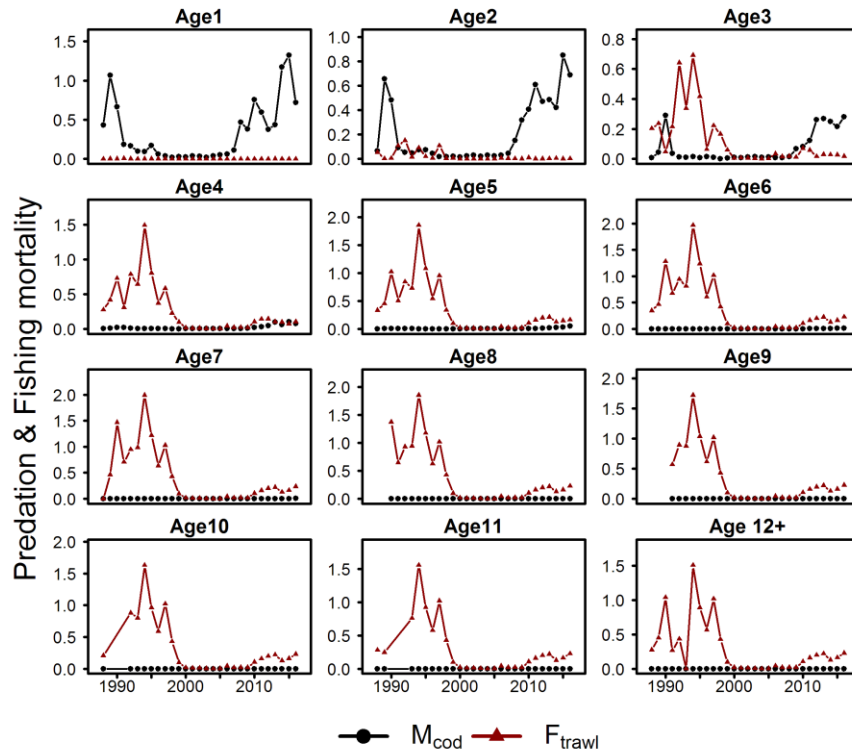 Age1 Age2 Age3
1.5 1.0 0.5 0.0
1.0 0.8 0.6 0.4 0.2 0.0
0.8 0.6 0.4 0.2 0.0
Age4 Age5 Age6
1.5 1.0 0.5 0.0
2.0 1.5 1.0 0.5 0.0
2.0 1.5 1.0 0.5 0.0
Age7 Age8 Age9
2.0 1.5 1.0 0.5 0.0
2.0 1.5 1.0 0.5 0.0
2.0 1.5 1.0 0.5 0.0
Age10 Age11 Age 12+
2.0 1.5 1.0 0.5 0.0
1.5 1.0 0.5 0.0
1.5 1.0 0.5 0.0
1990 2000 2010 1990 2000 2010 1990 2000 2010
Predation & Fishing mortality
M_cod F_trawl